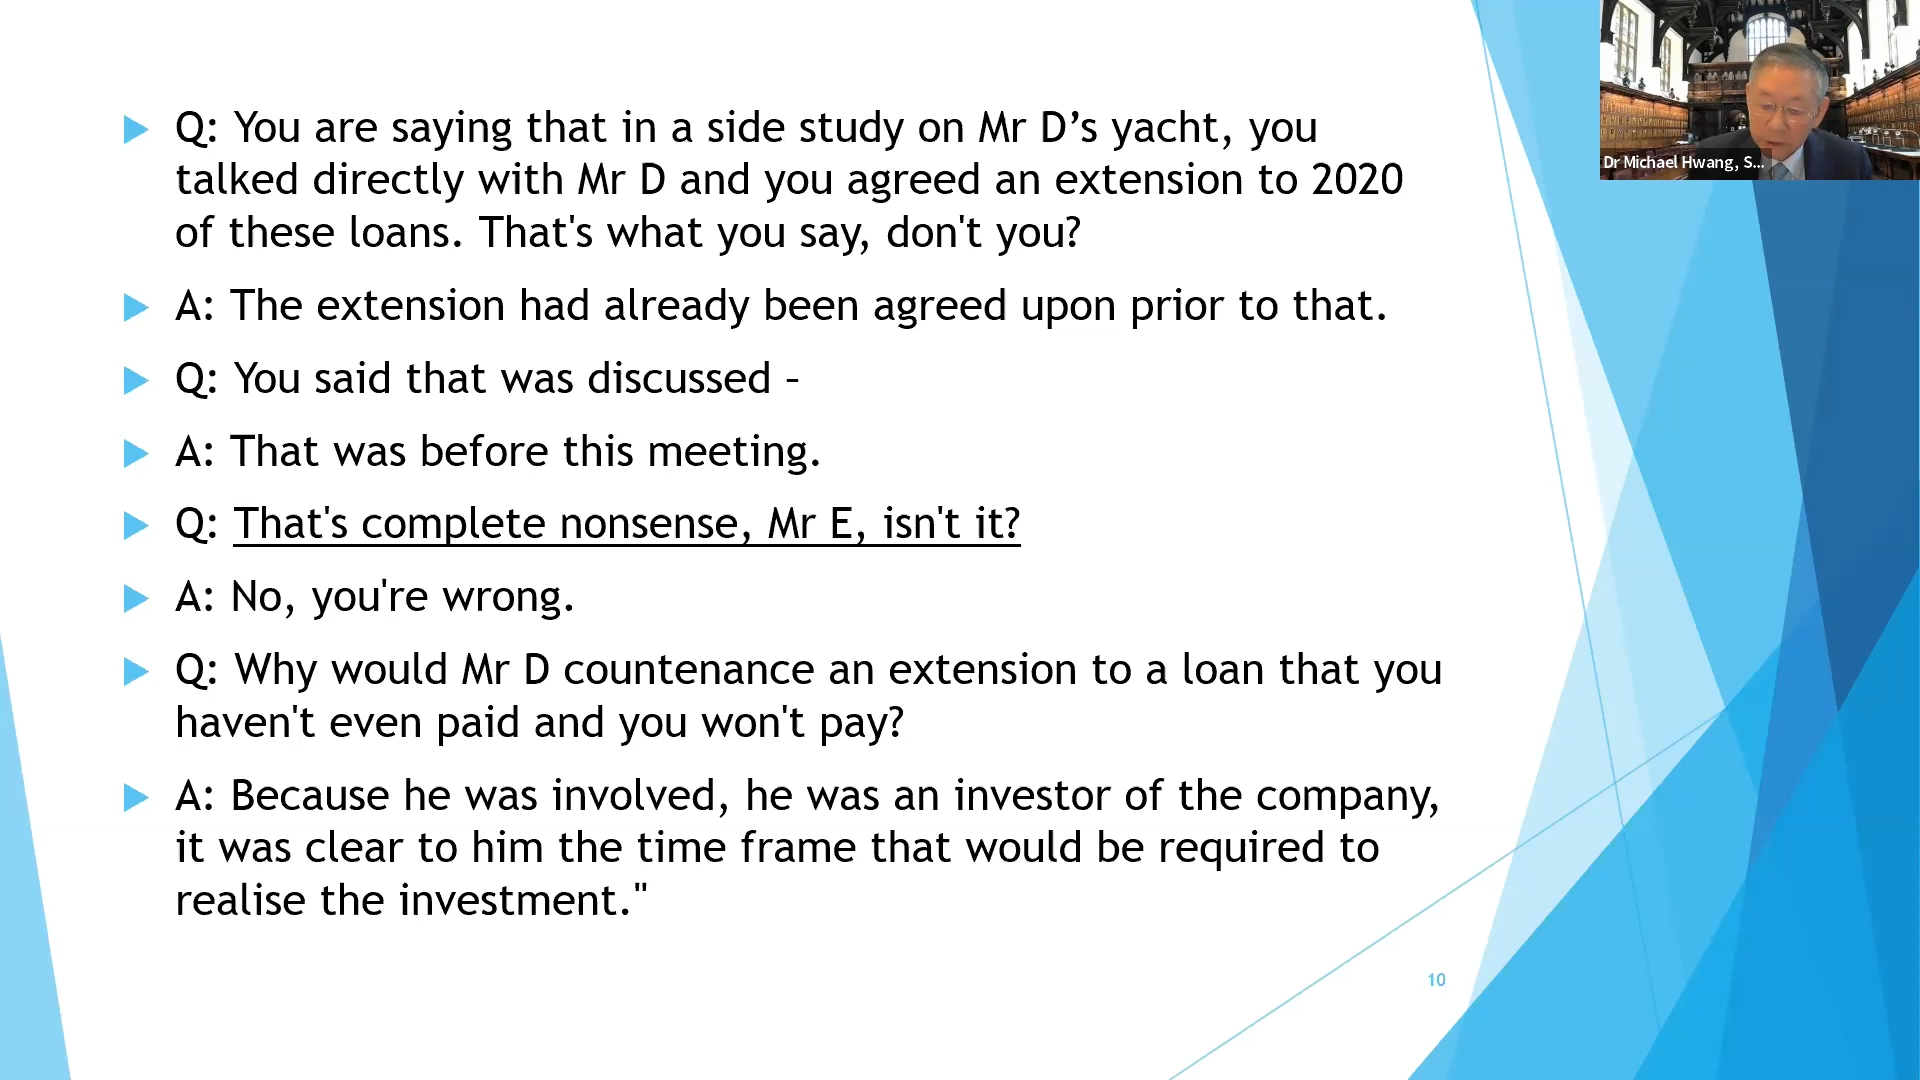 Q: You are saying that in a side study on Mr D’s yacht, you
talked directly with Mr D and you agreed an extension to 2020
of these loans. That's what you say, don't you?
A: The extension had already been agreed upon prior to that.
Q: You said that was discussed –
A: That was before this meeting.
Q: That's complete nonsense, Mr E, isn't it?
A: No, you're wrong.
Q: Why would Mr D countenance an extension to a loan that you
haven't even paid and you won't pay?
A: Because he was involved, he was an investor of the company,
it was clear to him the time frame that would be required to
realise the investment."
10
Dr Michael Hwang, S...